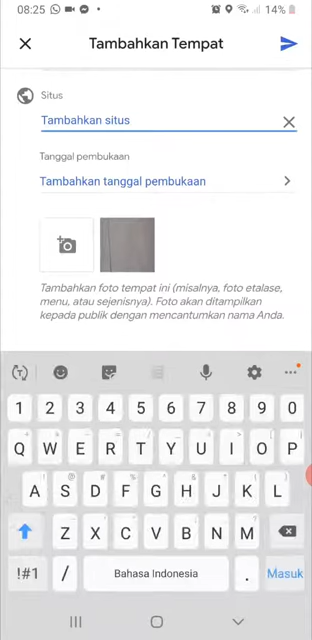 08:25 14%
Tambahkan Tempat
Situs
Tambahkan situs
Tanggal pembukaan
Tambahkan tanggal pembukaan
Tambahkan foto tempat ini (misalnya, foto etalase,
menu, atau sejenisnya). Foto akan ditampilkan
kepada publik dengan mencantumkan nama Anda.
1 2 3 4 5 6 7 8 9 0
Q W E R T Y U I O P
A S D F G H J K L
Z X C V B N M
!#1 / Bahasa Indonesia . Masuk